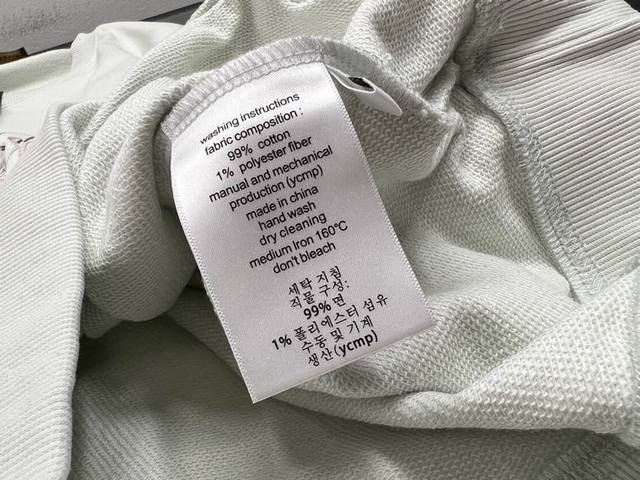 washing instructions
fabric composition :
99% cotton
1% polyester fiber
manual and mechanical
production (ycmp)
made in china
hand wash
dry cleaning
medium Iron 160°C
don't bleach
세탁 지침
직물 구성:
99% 면
1% 폴리에스터 섬유
수동 및 기계
생산(ycmp)